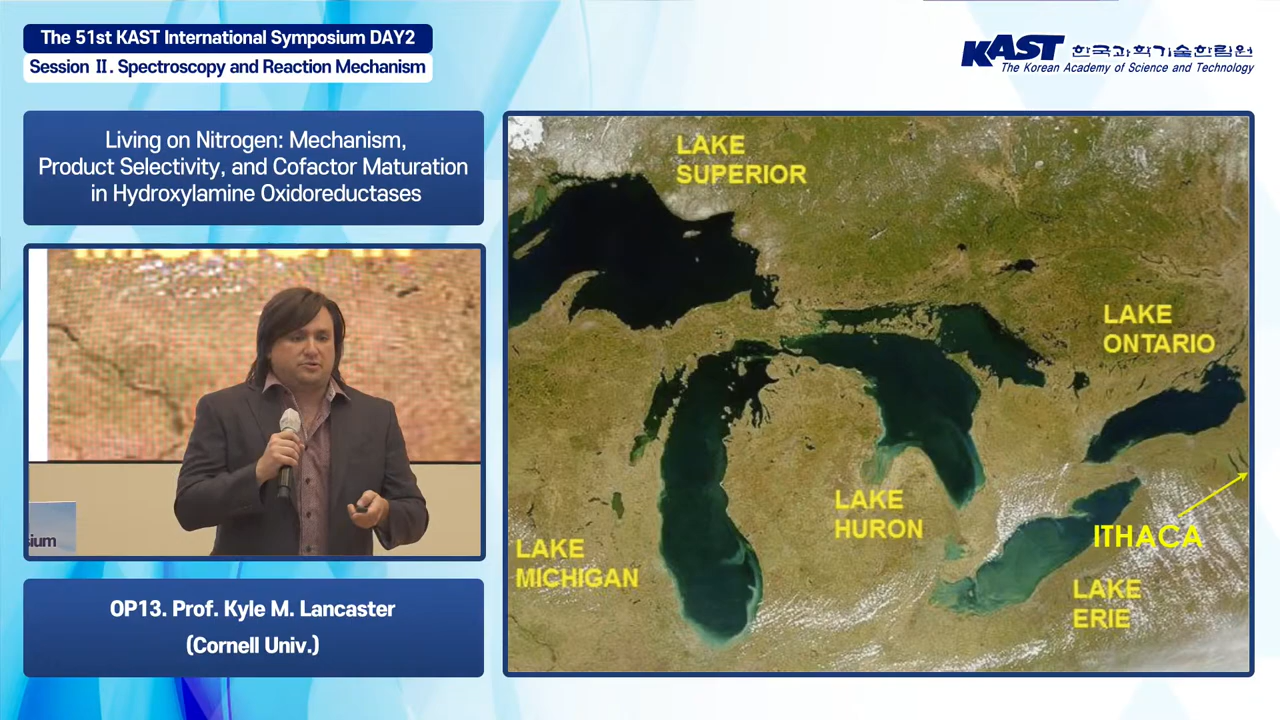 The 51st KAST International Symposium DAY2
Session Ⅱ. Spectroscopy and Reaction Mechanism
KAST 한국과학기술한림원
The Korean Academy of Science and Technology
Living on Nitrogen: Mechanism,
Product Selectivity, and Cofactor Maturation
in Hydroxylamine Oxidoreductases
OP13. Prof. Kyle M. Lancaster
(Cornell Univ.)
LAKE
SUPERIOR
LAKE
ONTARIO
LAKE
HURON
ITHACA
LAKE
MICHIGAN
LAKE
ERIE